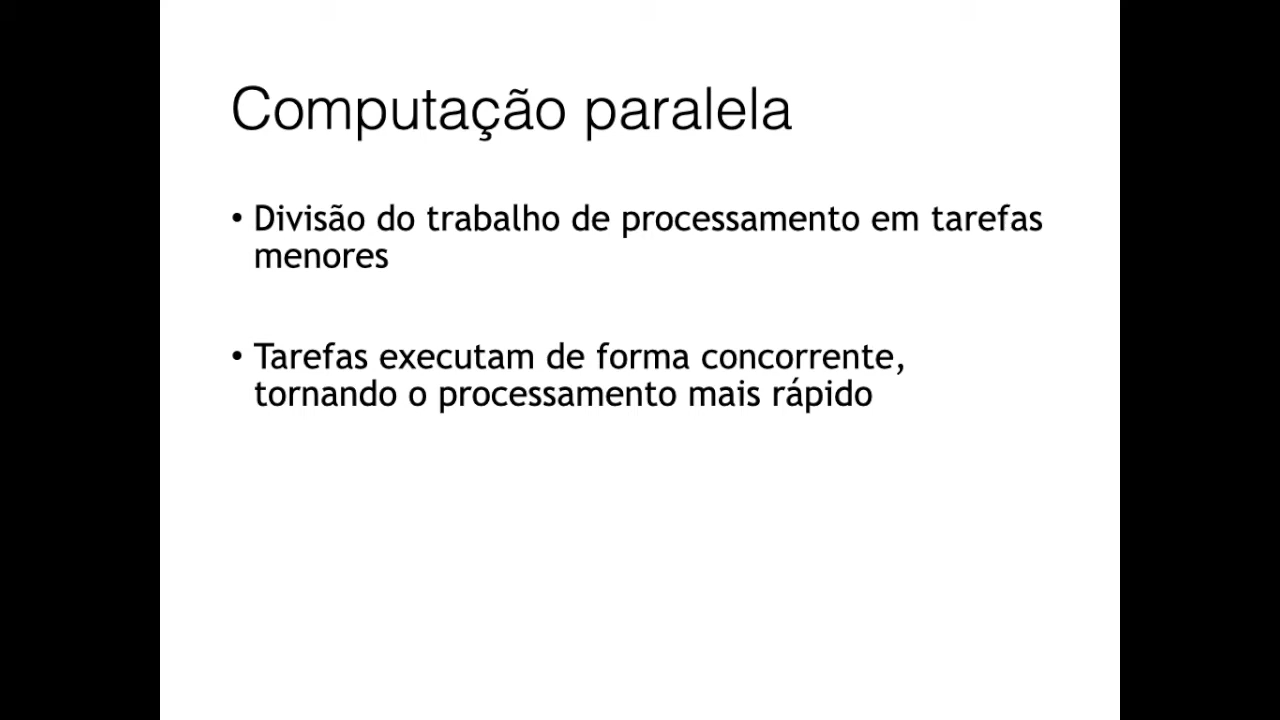 Computação paralela
• Divisão do trabalho de processamento em tarefas
menores
• Tarefas executam de forma concorrente,
tornando o processamento mais rápido